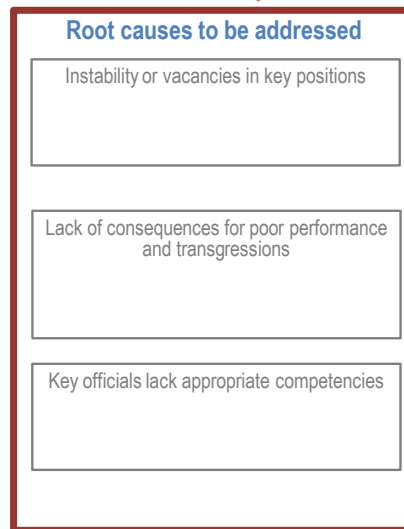 Root causes to be addressed
Instability or vacancies in key positions
Lack of consequences for poor performance
and transgressions
Key officials lack appropriate competencies